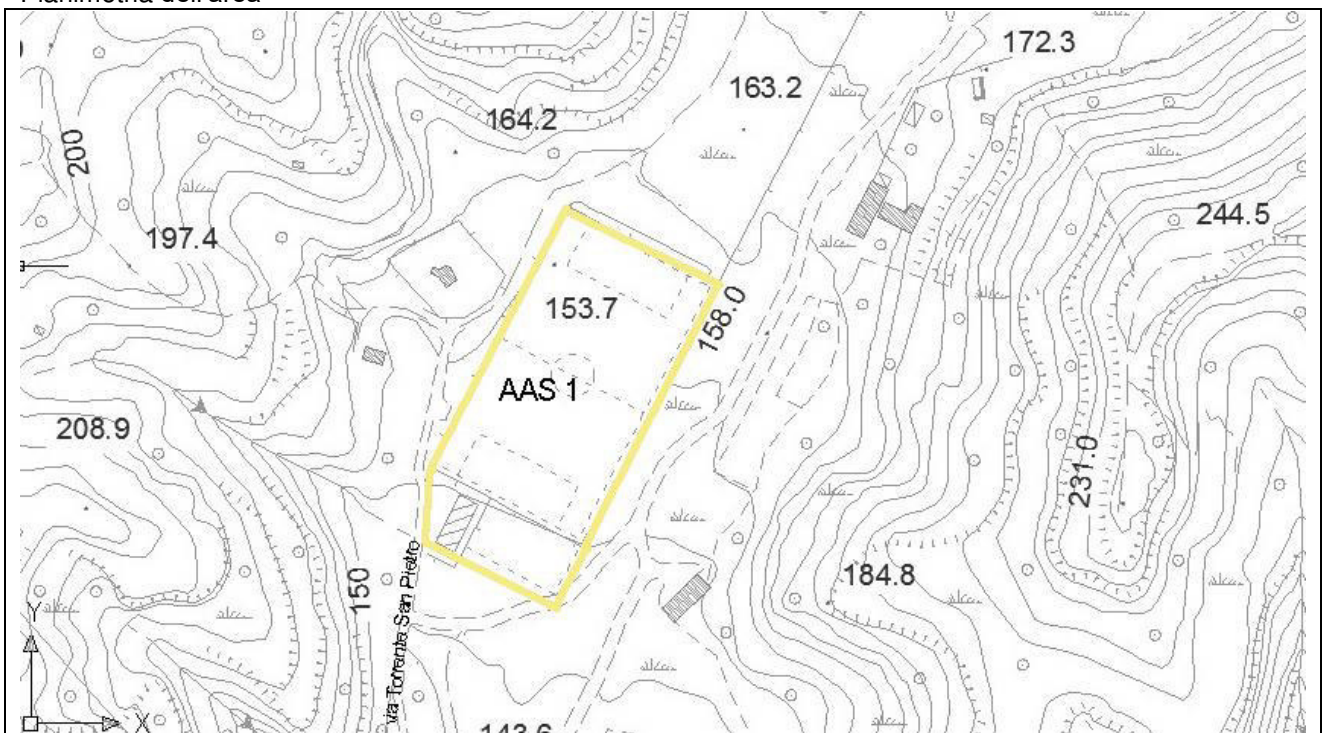 Planimetria dell'area
172.3
163.2
164.2
200
197.4
244.5
153.7
158.0
AAS 1
208.9
231.0
184.8
150
via Torrente San Pietro
Y
X
143.6